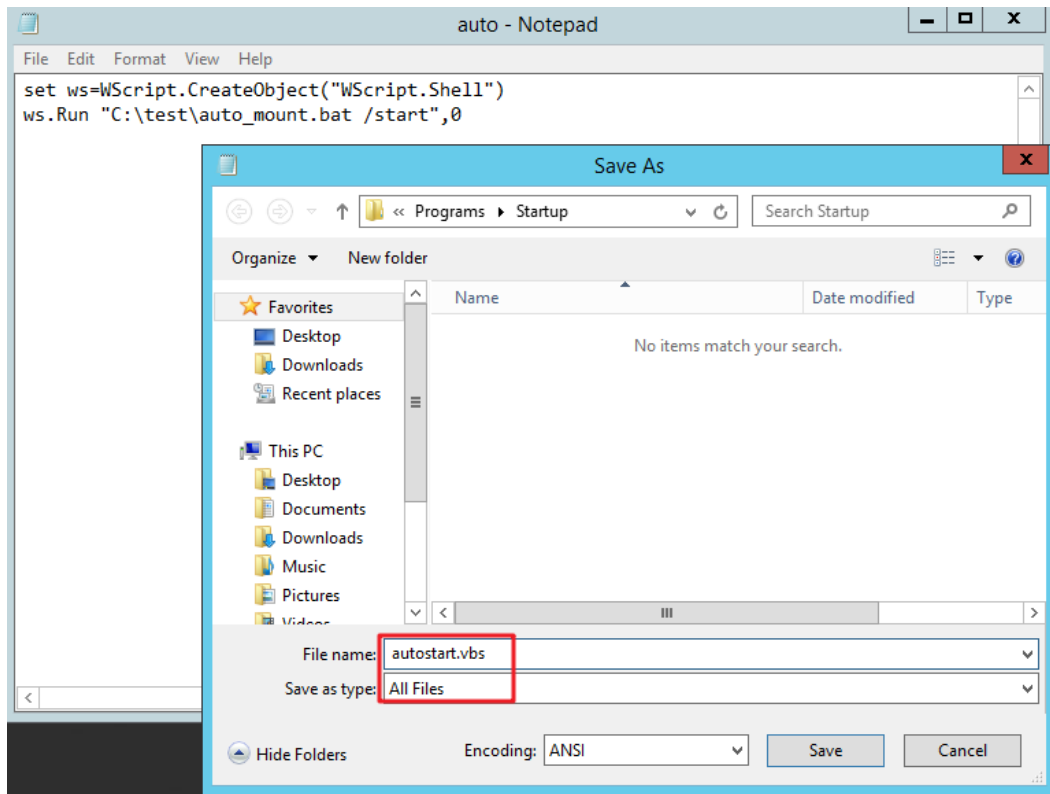 auto - Notepad
File Edit Format View Help
set ws=WScript.CreateObject("WScript.Shell")
ws.Run "C:\test\auto_mount.bat /start",0
Save As
« Programs Startup
Search Startup
Organize New folder
Name Date modified Type
No items match your search.
Favorites
Desktop
Downloads
Recent places
This PC
Desktop
Documents
Downloads
Music
Pictures
Videos
File name: autostart.vbs
Save as type: All Files
Hide Folders Encoding: ANSI Save Cancel